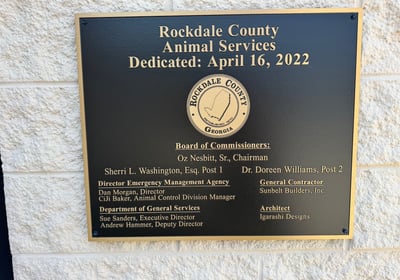 Rockdale County
Animal Services
Dedicated: April 16, 2022
ROCKDALE COUNTY
GEORGIA
Board of Commissioners:
Oz Nesbitt, Sr., Chairman
Sherri L. Washington, Esq. Post 1 Dr. Doreen Williams, Post 2
Director Emergency Management Agency
Dan Morgan, Director
CiJi Baker, Animal Control Division Manager
General Contractor
Sunbelt Builders, Inc
Department of General Services
Sue Sanders, Executive Director
Andrew Hammer, Deputy Director
Architect
Igarashi Designs